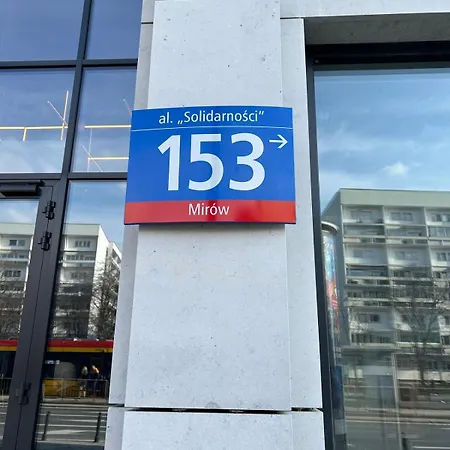 al. „Solidarności”
153→
Mirów